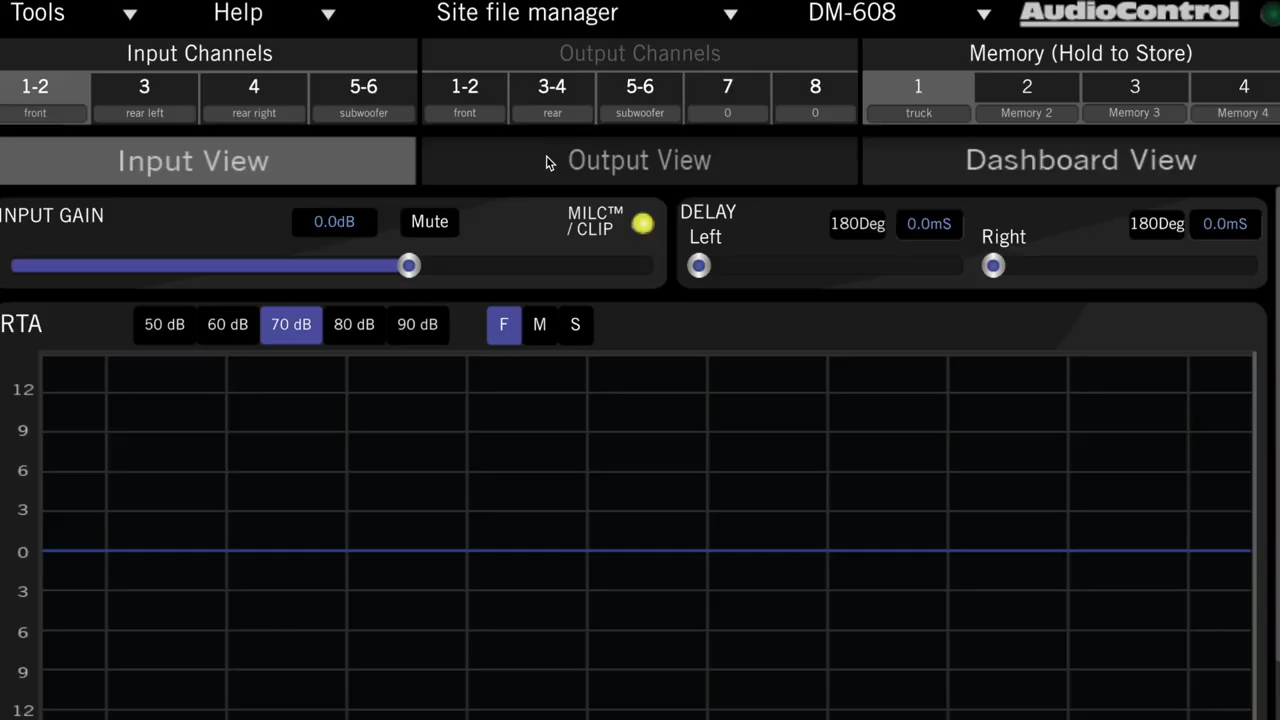 Tools Help Site file manager DM-608 AudioControl
Input Channels Output Channels Memory (Hold to Store)
1-2 3 4 5-6 1-2 3-4 5-6 7 8 1 2 3 4
front rear left rear right subwoofer front rear subwoofer 0 0 truck Memory 2 Memory 3 Memory 4
Input View Output View Dashboard View
INPUT GAIN 0.0dB Mute MILC™ / CLIP
DELAY
Left 180Deg 0.0mS Right 180Deg 0.0mS
RTA 50 dB 60 dB 70 dB 80 dB 90 dB F M S
12
9
6
3
0
3
6
9
12